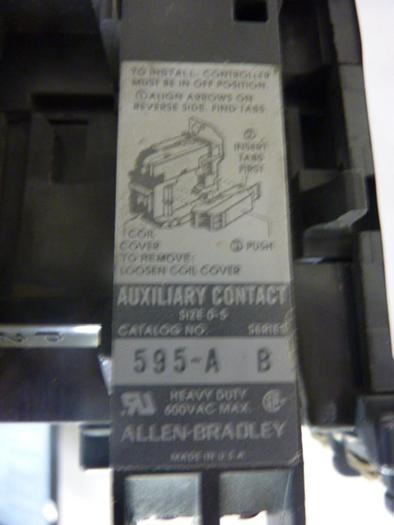 TO INSTALL- CONTROLLER
MUST BE IN OFF POSITION.
① ALIGN ARROWS ON
REVERSE SIDE. FIND TABS.
② INSERT
TABS
FIRST
COIL
COVER
③ PUSH
TO REMOVE:
LOOSEN COIL COVER
AUXILIARY CONTACT
SIZE 0-5
CATALOG NO. SERIES
595-A B
HEAVY DUTY
600VAC MAX.
ALLEN-BRADLEY
MADE IN U.S.A.